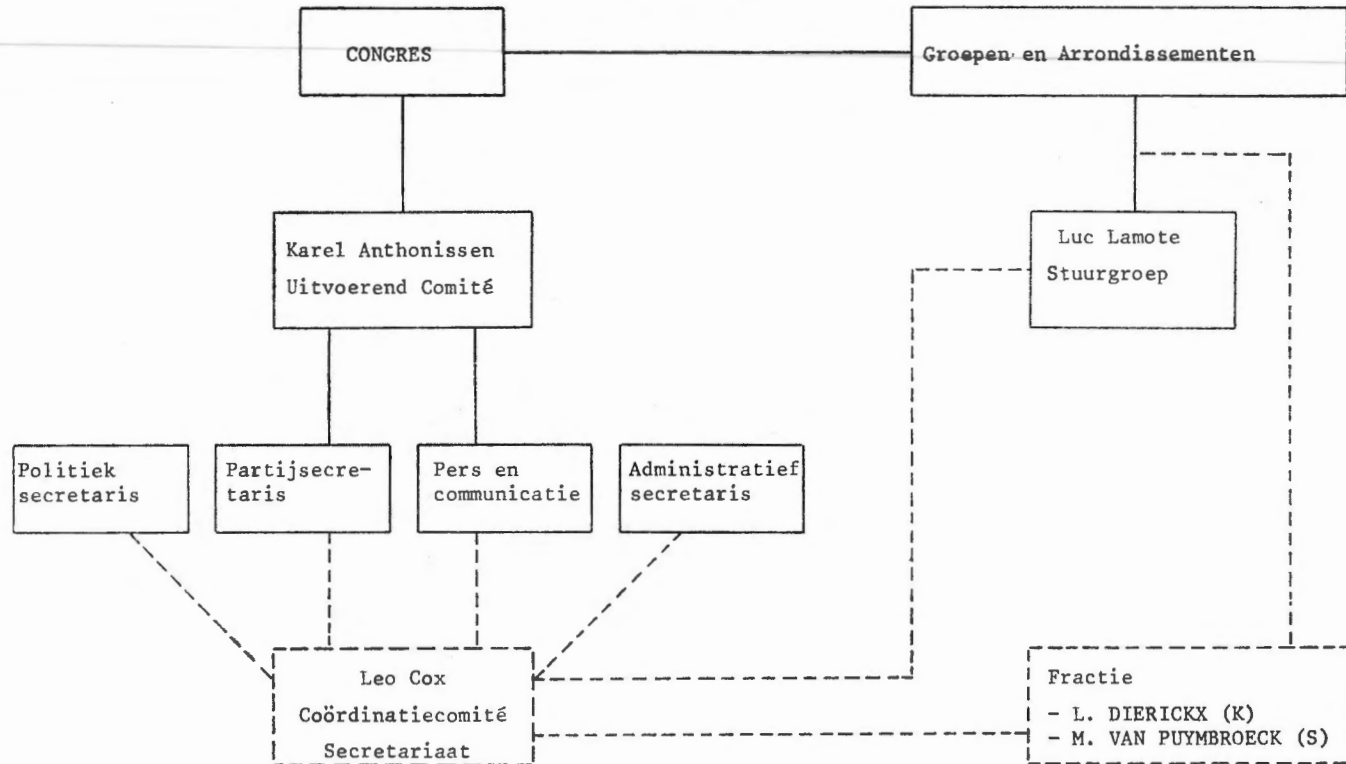 CONGRES
Groepen en Arrondissementen
Karel Anthonissen
Uitvoerend Comité
Luc Lamote
Stuurgroep
Politiek
secretaris
Partijsecre-
taris
Pers en
communicatie
Administratief
secretaris
Leo Cox
Coördinatiecomité
Secretariaat
Fractie
- L. DIERICKX (K)
- M. VAN PUYMBROECK (S)